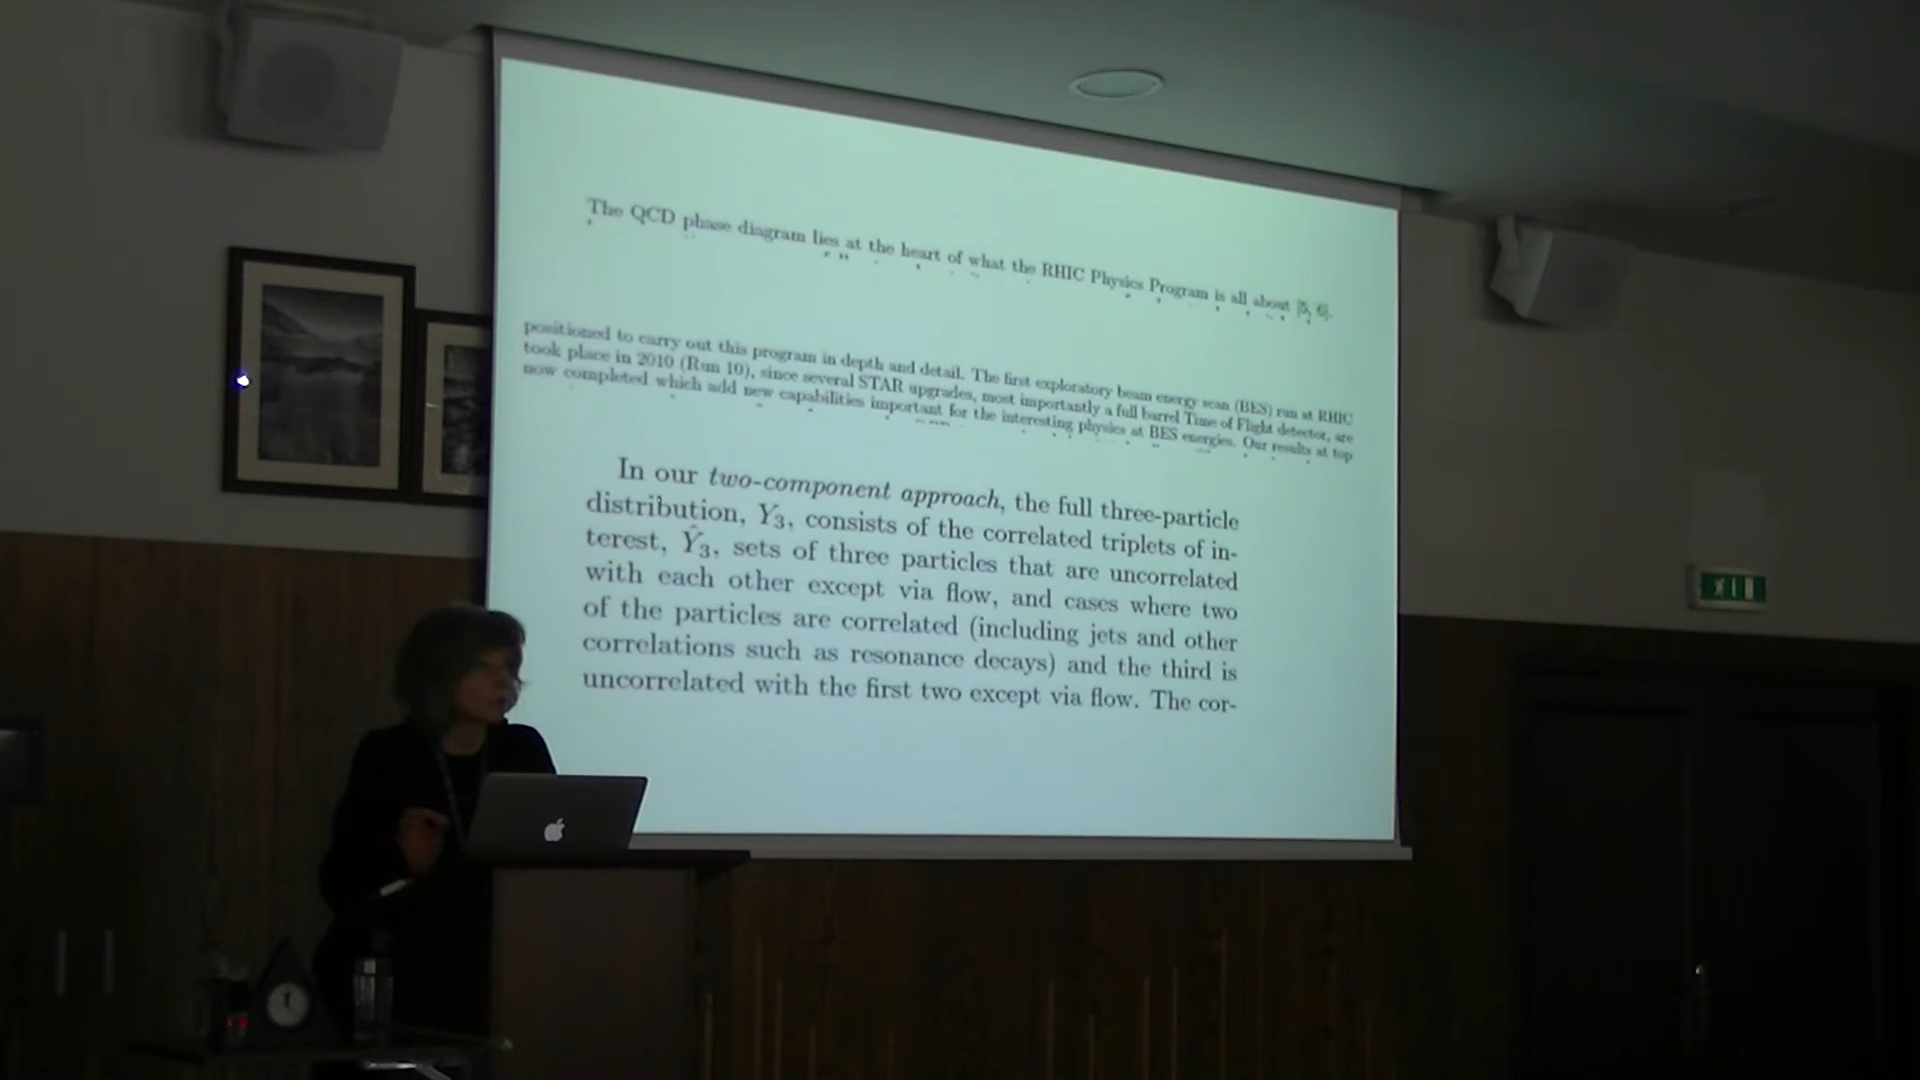 The QCD phase diagram lies at the heart of what the RHIC Physics Program is all about [5, 6].
positioned to carry out this program in depth and detail. The first exploratory beam energy scan (BES) run at RHIC
took place in 2010 (Run 10), since several STAR upgrades, most importantly a full barrel Time of Flight detector, are
now completed which add new capabilities important for the interesting physics at BES energies. Our results at top
In our two-component approach, the full three-particle
distribution, Y₃, consists of the correlated triplets of in-
terest, Ŷ₃, sets of three particles that are uncorrelated
with each other except via flow, and cases where two
of the particles are correlated (including jets and other
correlations such as resonance decays) and the third is
uncorrelated with the first two except via flow. The cor-